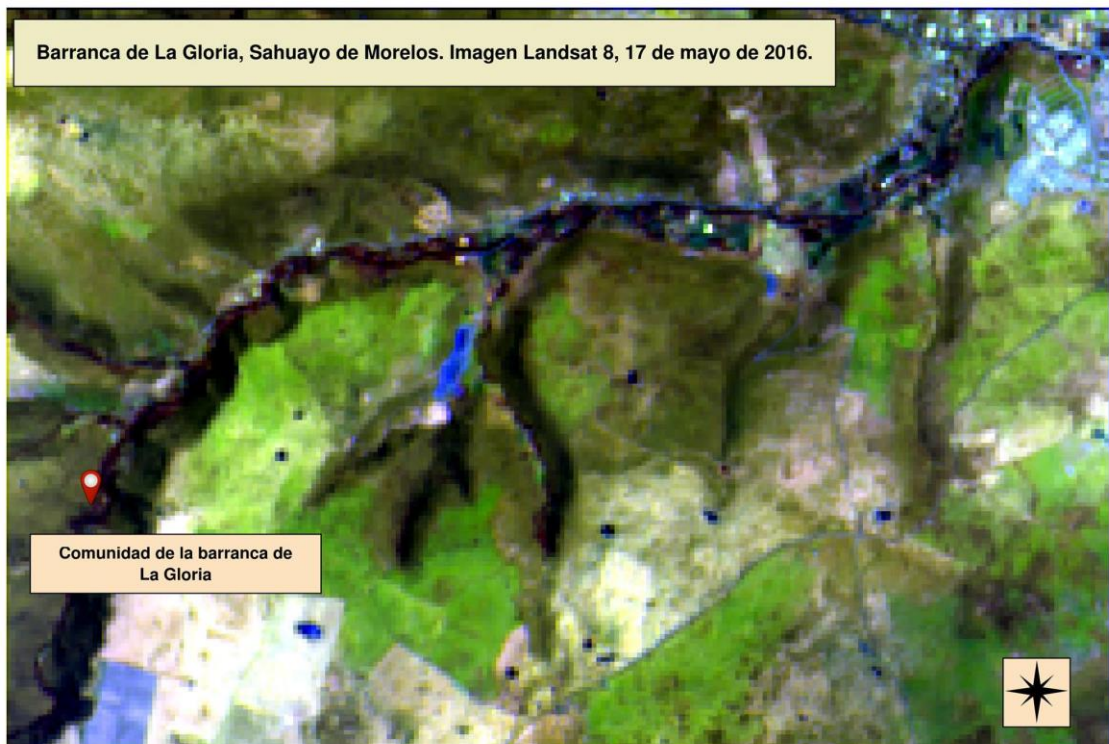 Barranca de La Gloria, Sahuayo de Morelos. Imagen Landsat 8, 17 de mayo de 2016.
Comunidad de la barranca de
La Gloria